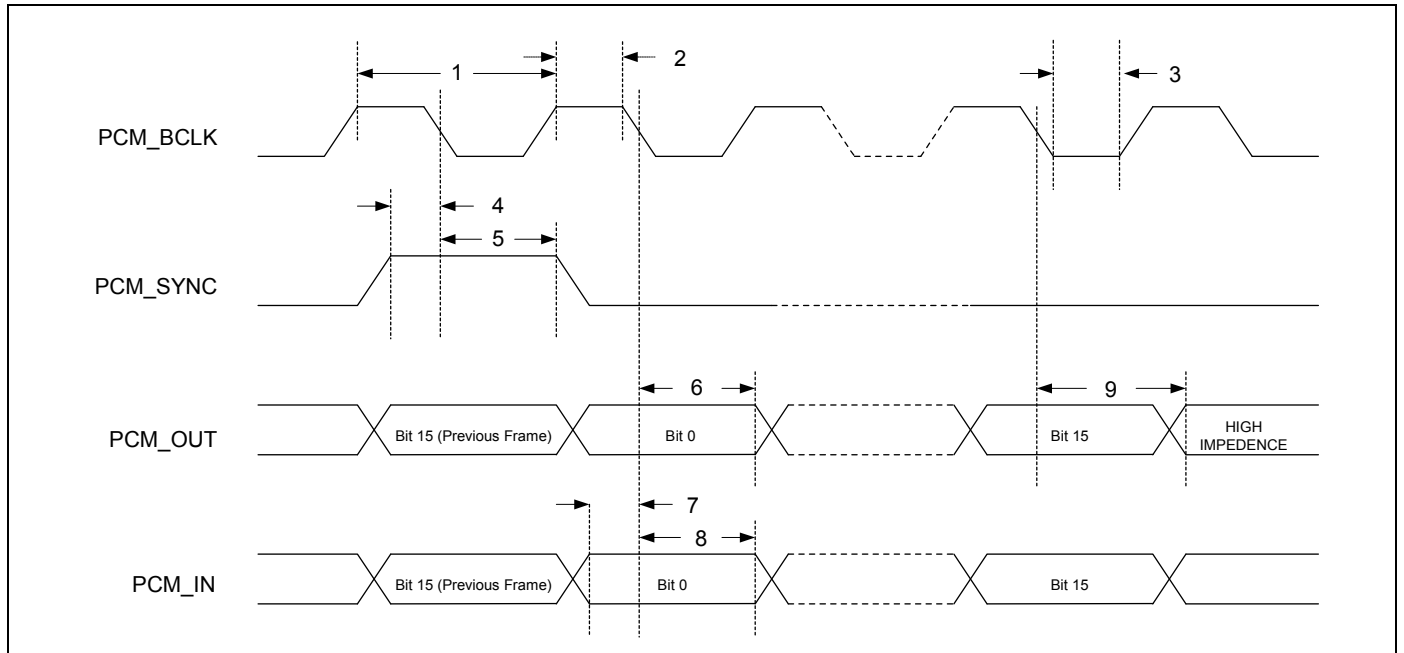 1
2
3
PCM_BCLK
4
5
PCM_SYNC
6
9
PCM_OUT
Bit 15 (Previous Frame)
Bit 0
Bit 15
HIGH
IMPEDENCE
7
8
PCM_IN
Bit 15 (Previous Frame)
Bit 0
Bit 15